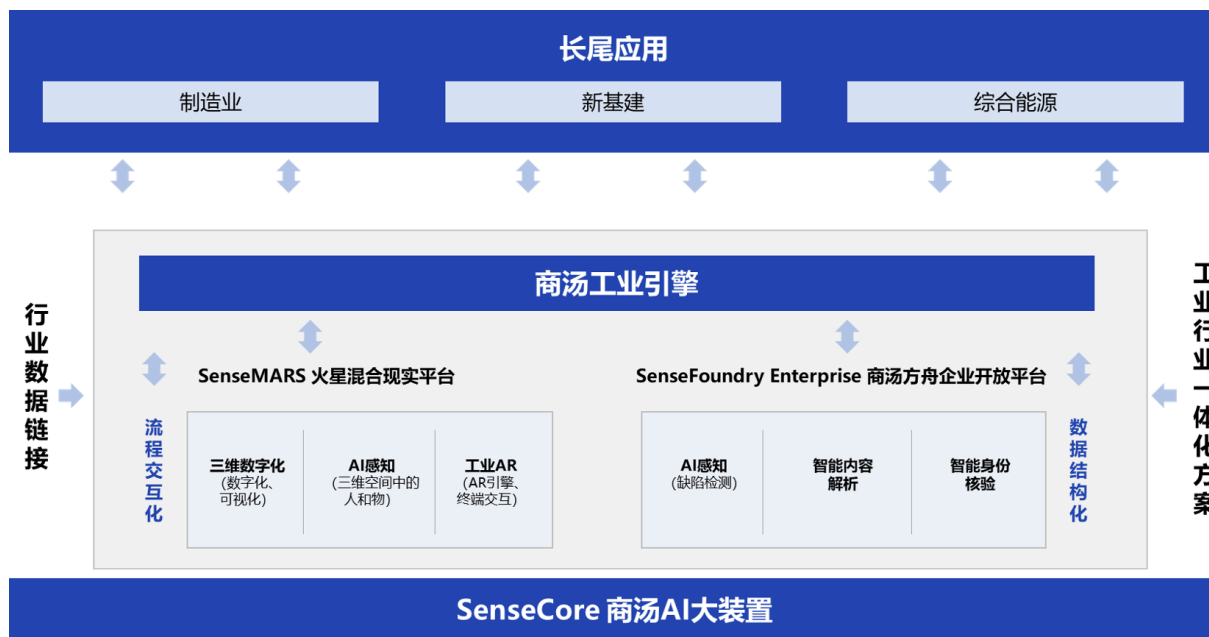 长尾应用
制造业
新基建
综合能源
商汤工业引擎
行业数据链接
工业行业一体化方案
SenseMARS 火星混合现实平台
SenseFoundry Enterprise 商汤方舟企业开放平台
流程交互化
三维数字化
(数字化、
可视化)
AI感知
(三维空间中的
人和物)
工业AR
(AR引擎、
终端交互)
AI感知
(缺陷检测)
智能内容
解析
智能身份
核验
数据结构化
SenseCore 商汤AI大装置